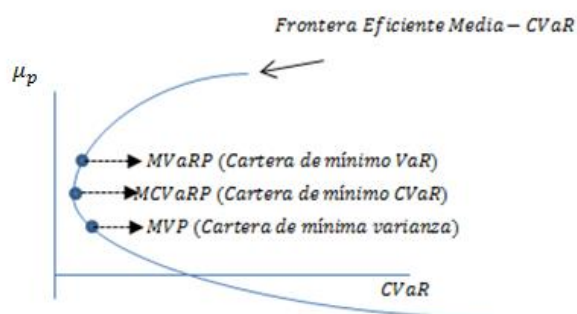 Frontera Eficiente Media – CVaR
μp
MVaRP (Cartera de mínimo VaR)
MCVaRP (Cartera de mínimo CVaR)
MVP (Cartera de mínima varianza)
CVaR